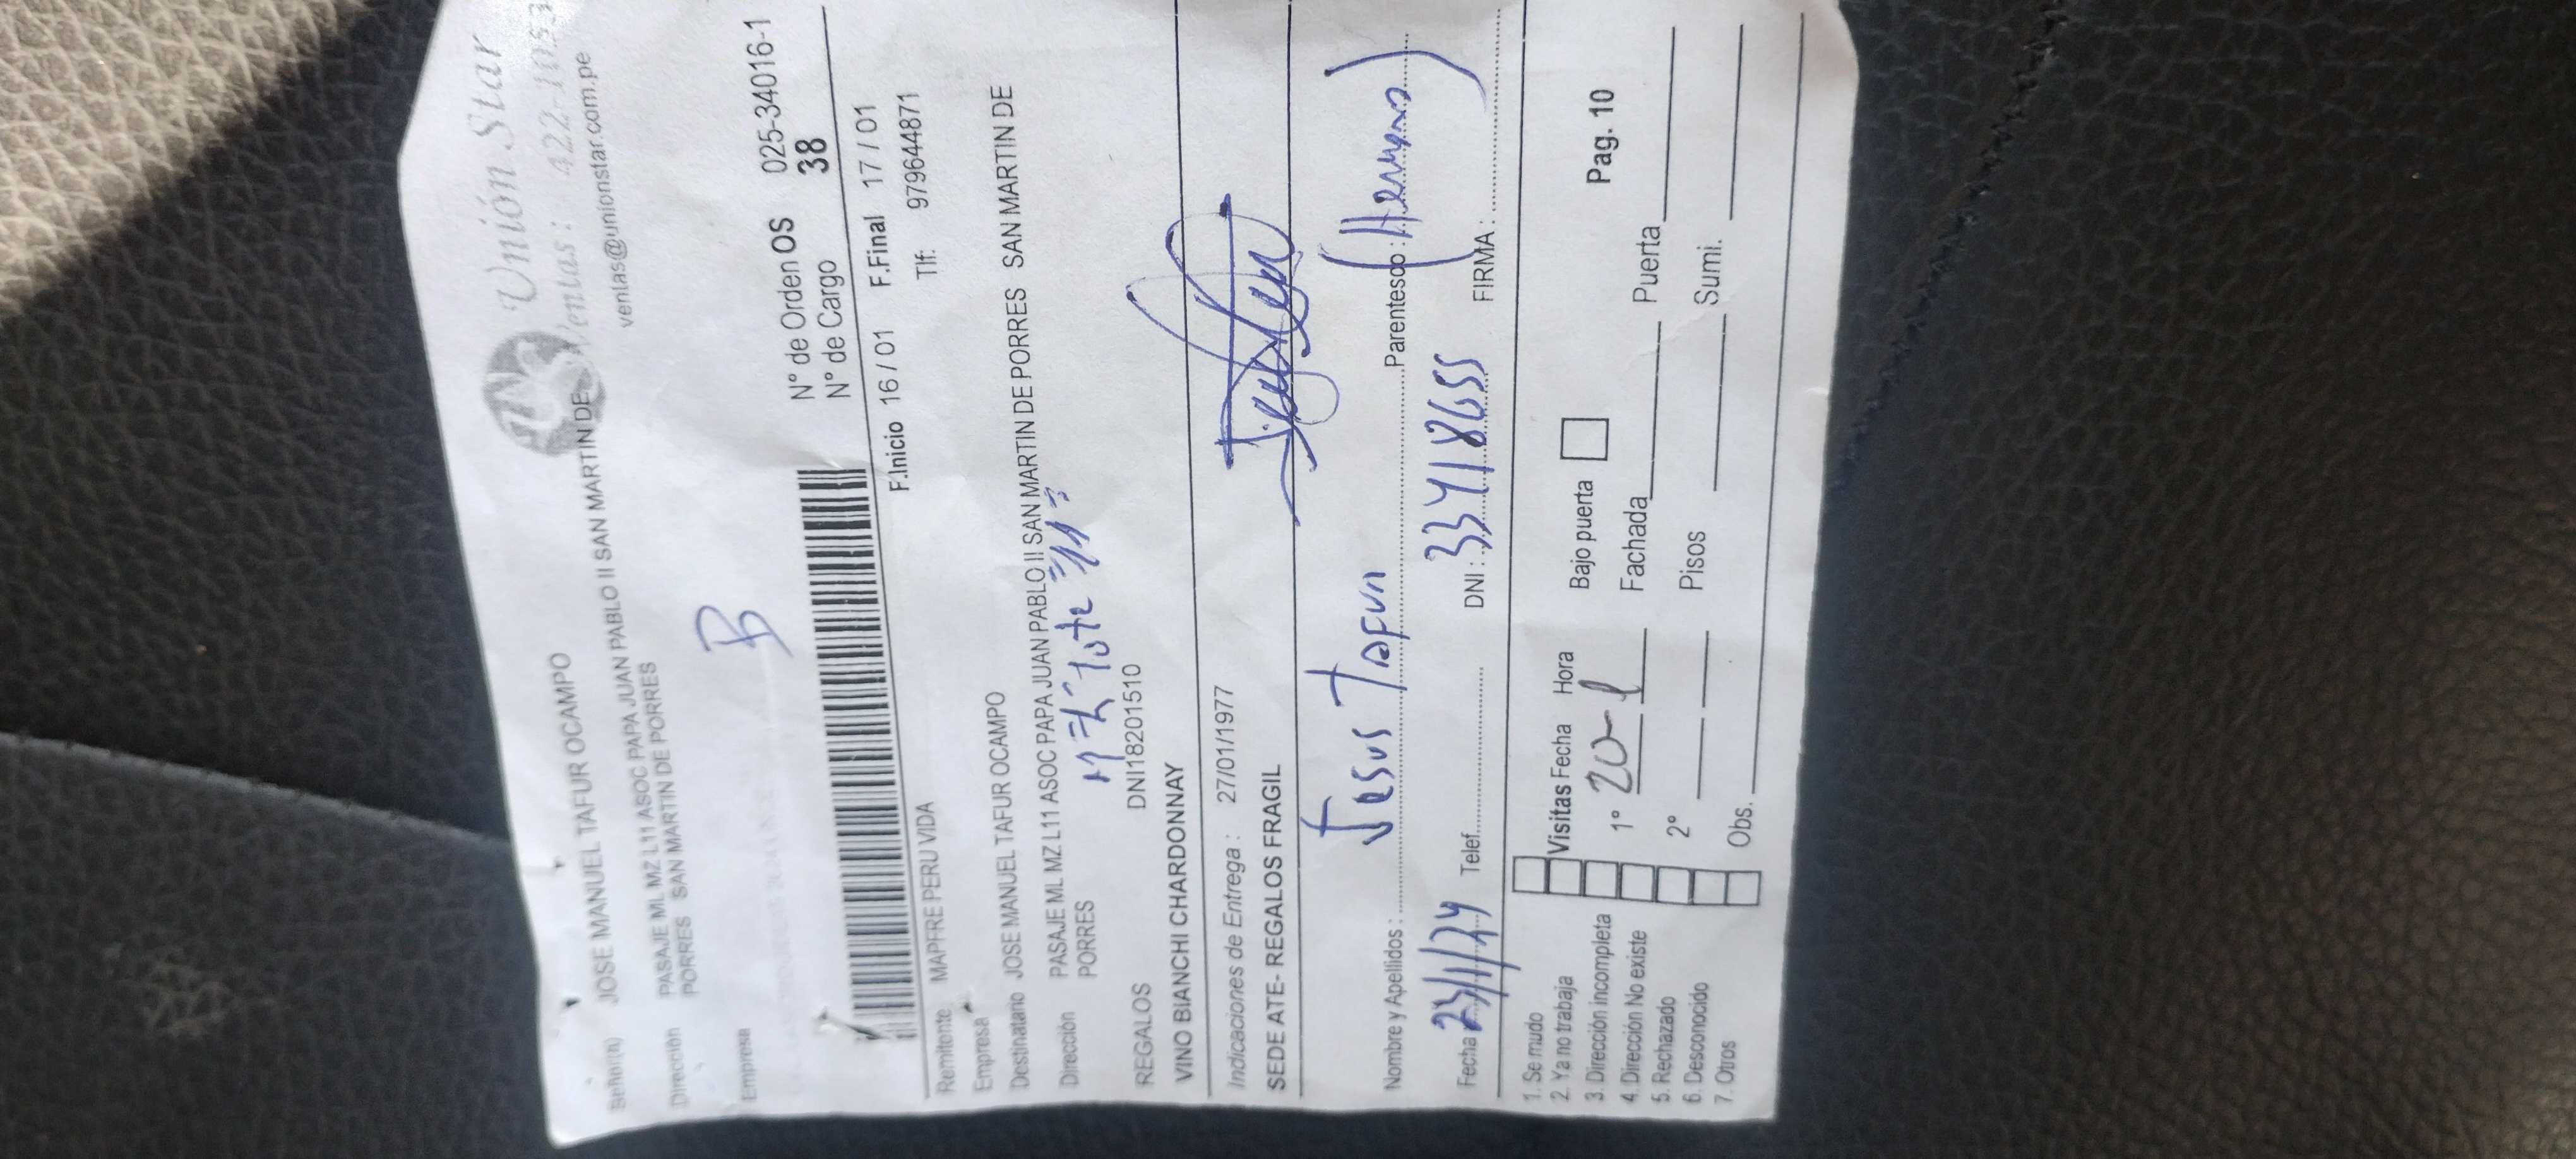 Unión Star
Ventas: 422-10
ventas@unionstar.com.pe
Señor(a) JOSE MANUEL TAFUR OCAMPO
Dirección PASAJE ML MZ L11 ASOC PAPA JUAN PABLO II SAN MARTIN DE
PORRES SAN MARTIN DE PORRES
Empresa
B
N° de Orden OS 025-34016-1
N° de Cargo 38
F.Inicio 16 / 01 F.Final 17 / 01
Remitente MAPFRE PERU VIDA Tlf: 979644871
Empresa
Destinatario JOSE MANUEL TAFUR OCAMPO
Dirección PASAJE ML MZ L11 ASOC PAPA JUAN PABLO II SAN MARTIN DE PORRES SAN MARTIN DE
PORRES
REGALOS DNI18201510
VINO BIANCHI CHARDONNAY
Indicaciones de Entrega : 27/01/1977
SEDE ATE- REGALOS FRAGIL
Nombre y Apellidos : Jesus Tafur Parentesco : (Hermano)
Fecha 23/1/24 Telef. DNI : 33418655 FIRMA :
1. Se mudo
2. Ya no trabaja
3. Dirección incompleta
4. Dirección No existe
5. Rechazado
6. Desconocido
7. Otros
Visitas Fecha Hora
1° 20-1
2°
Obs.
Bajo puerta
Fachada Puerta
Pisos Sumi.
Pag. 10